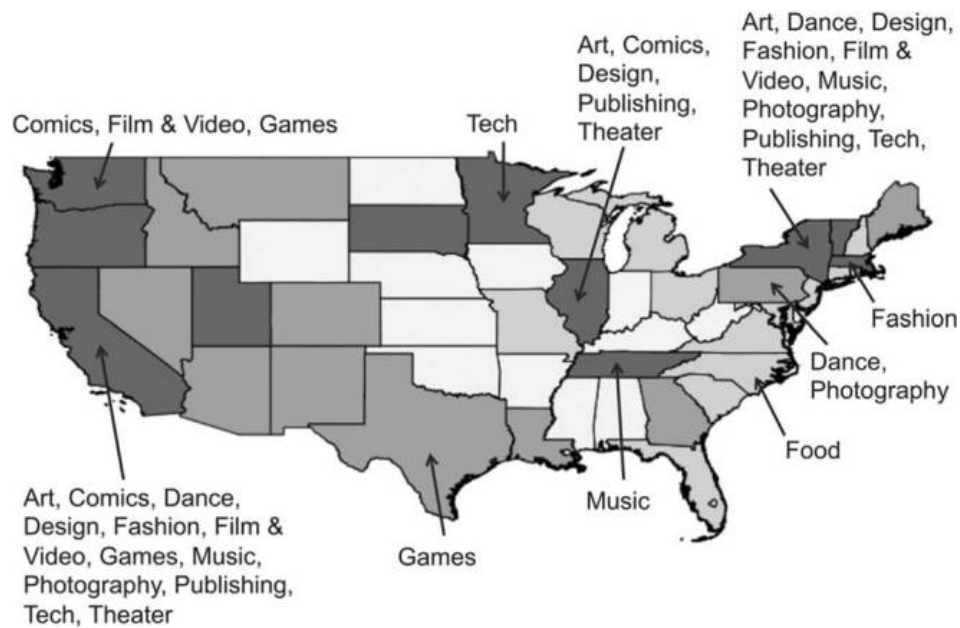 Comics, Film & Video, Games
Tech
Art, Comics,
Design,
Publishing,
Theater
Art, Dance, Design,
Fashion, Film &
Video, Music,
Photography,
Publishing, Tech,
Theater
Fashion
Dance,
Photography
Food
Music
Games
Art, Comics, Dance,
Design, Fashion, Film &
Video, Games, Music,
Photography, Publishing,
Tech, Theater